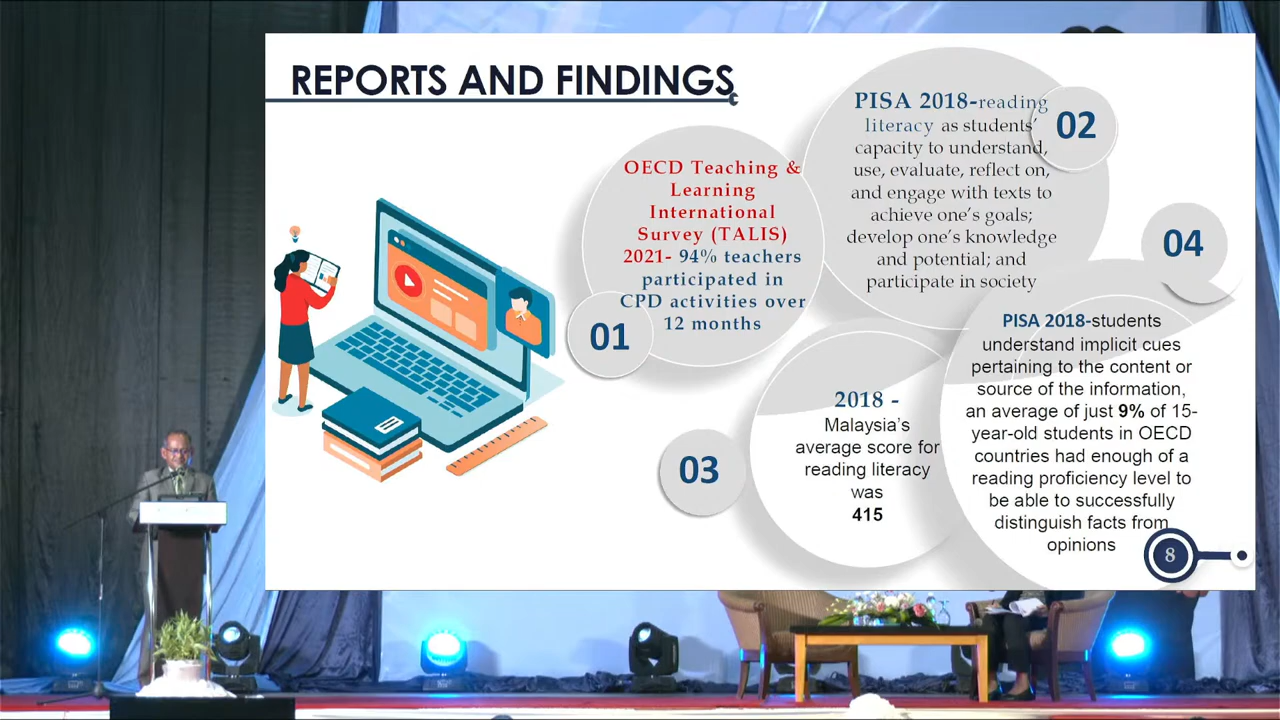 REPORTS AND FINDINGS
OECD Teaching &
Learning
International
Survey (TALIS)
2021- 94% teachers
participated in
CPD activities over
12 months
01
PISA 2018-reading
literacy as students’
capacity to understand,
use, evaluate, reflect on,
and engage with texts to
achieve one’s goals;
develop one’s knowledge
and potential; and
participate in society
02
2018 -
Malaysia’s
average score for
reading literacy
was
415
03
04
PISA 2018-students
understand implicit cues
pertaining to the content or
source of the information,
an average of just 9% of 15-
year-old students in OECD
countries had enough of a
reading proficiency level to
be able to successfully
distinguish facts from
opinions
8